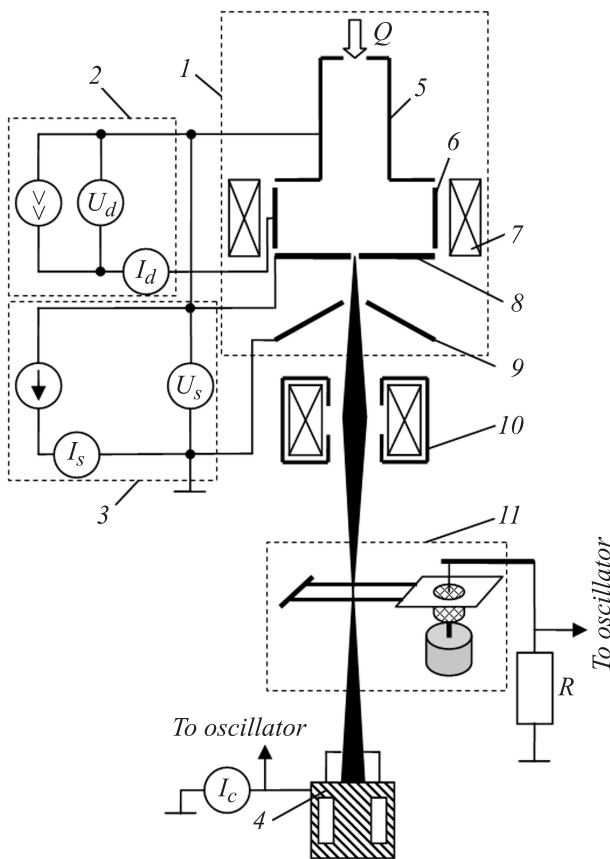 Q
1
2
5
6
U_d
7
I_d
8
U_s
9
I_s
10
3
11
To oscillator
R
To oscillator
I_c
4